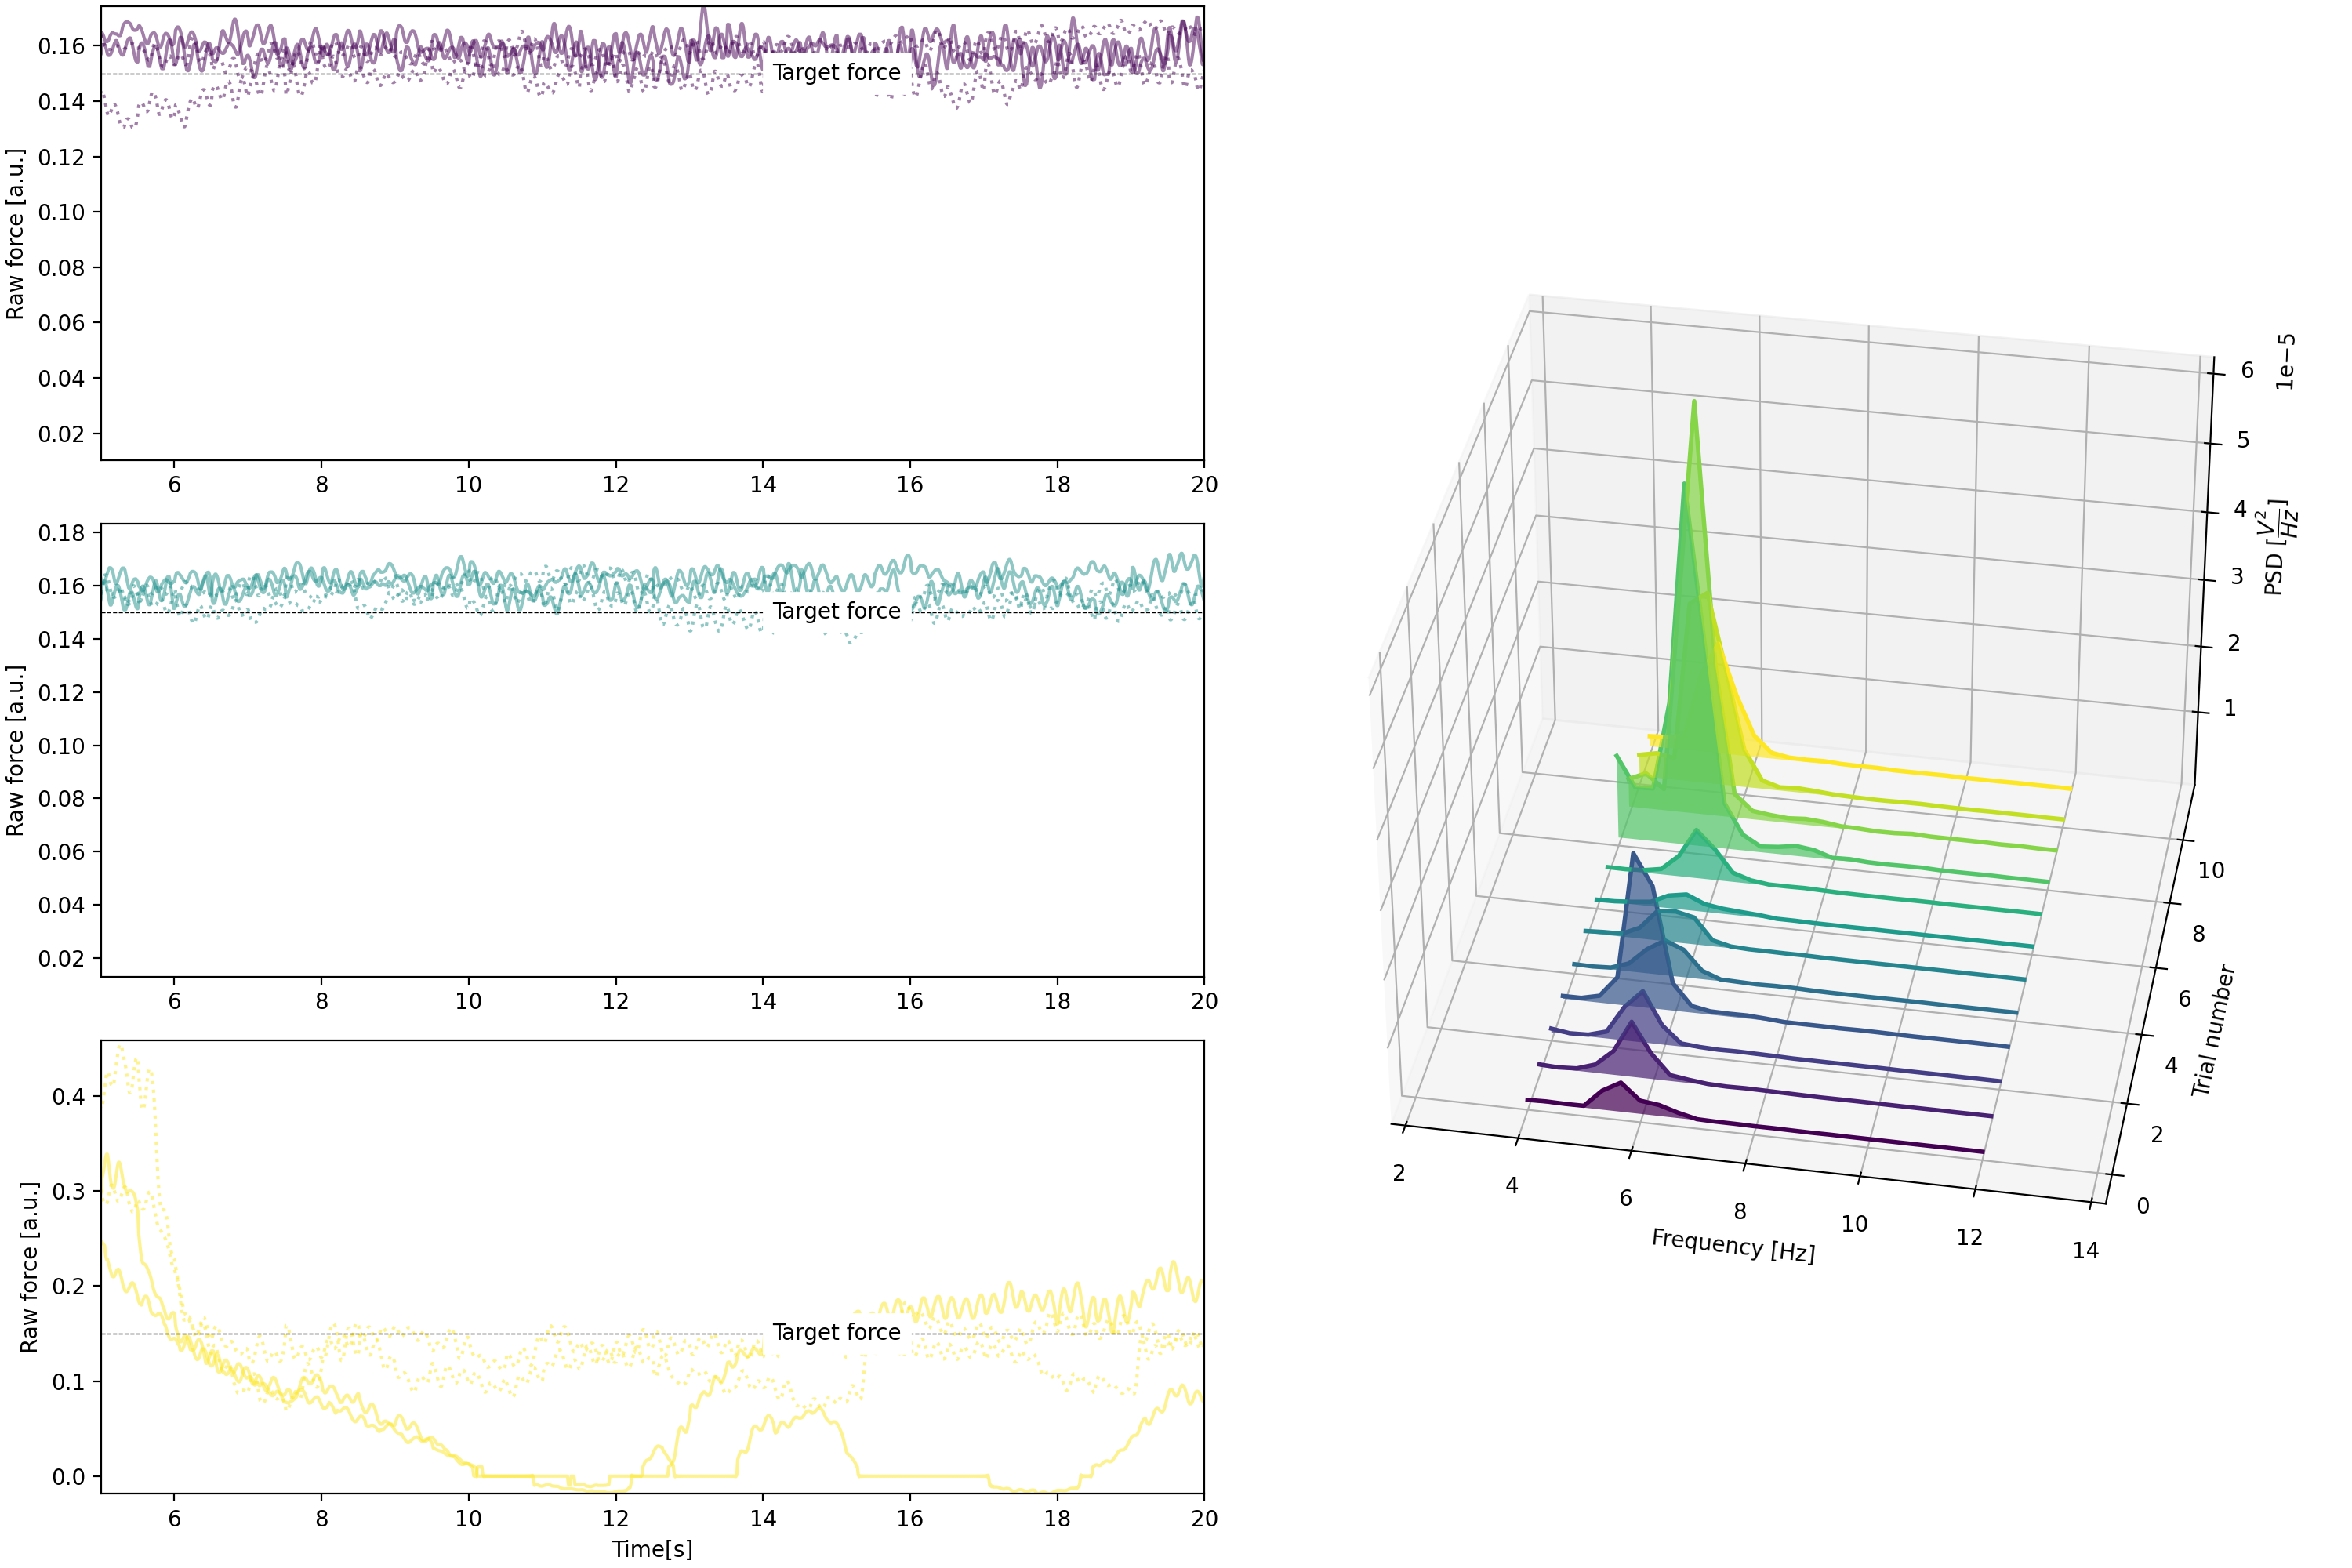 0.16
0.14
0.12
0.10
0.08
0.06
0.04
0.02
Raw force [a.u.]
Target force
6 8 10 12 14 16 18 20
0.18
0.16
0.14
0.12
0.10
0.08
0.06
0.04
0.02
Raw force [a.u.]
Target force
6 8 10 12 14 16 18 20
0.4
0.3
0.2
0.1
0.0
Raw force [a.u.]
Target force
6 8 10 12 14 16 18 20
Time[s]
1e−5
6
5
4
3
2
1
PSD [V²/Hz]
10
8
6
4
2
0
Trial number
2 4 6 8 10 12 14
Frequency [Hz]